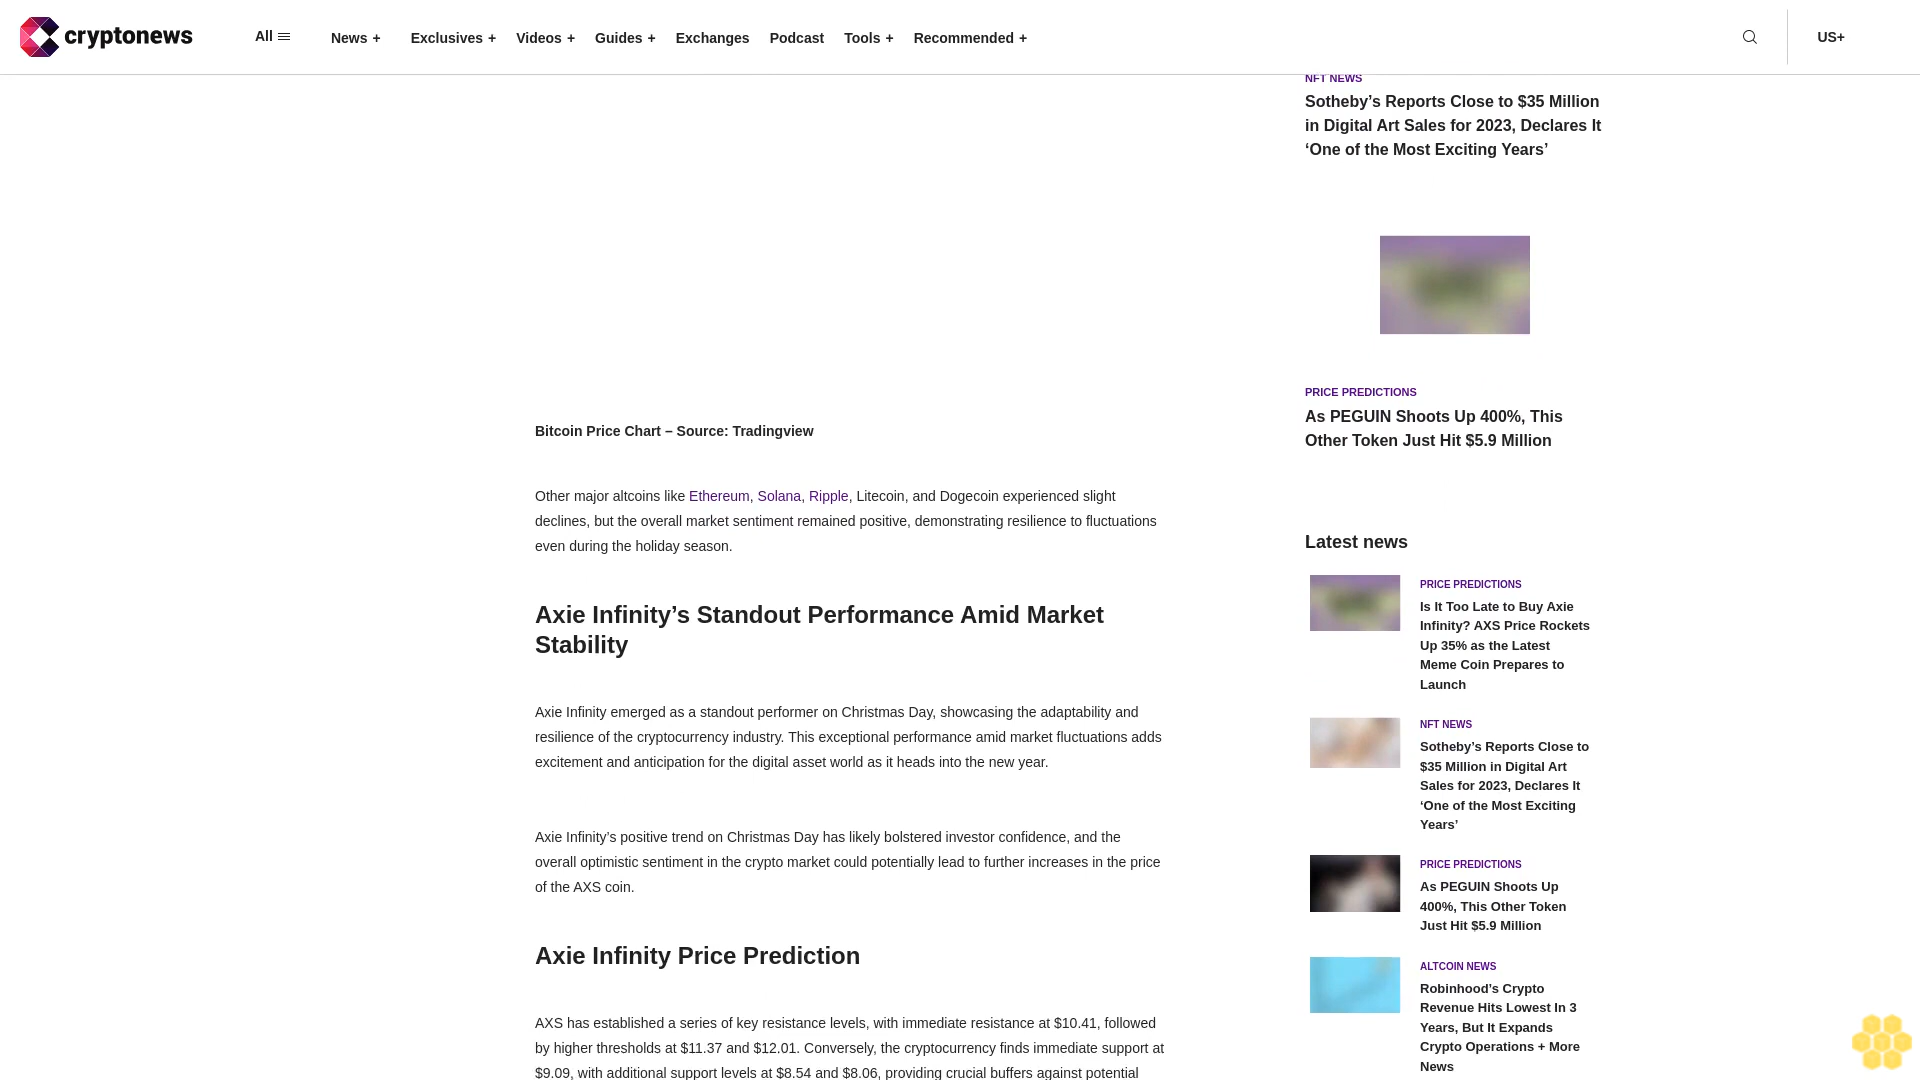 cryptonews
All
News +
Exclusives +
Videos +
Guides +
Exchanges
Podcast
Tools +
Recommended +
US+
Bitcoin Price Chart – Source: Tradingview
Other major altcoins like Ethereum, Solana, Ripple, Litecoin, and Dogecoin experienced slight
declines, but the overall market sentiment remained positive, demonstrating resilience to fluctuations
even during the holiday season.
Axie Infinity’s Standout Performance Amid Market
Stability
Axie Infinity emerged as a standout performer on Christmas Day, showcasing the adaptability and
resilience of the cryptocurrency industry. This exceptional performance amid market fluctuations adds
excitement and anticipation for the digital asset world as it heads into the new year.
Axie Infinity’s positive trend on Christmas Day has likely bolstered investor confidence, and the
overall optimistic sentiment in the crypto market could potentially lead to further increases in the price
of the AXS coin.
Axie Infinity Price Prediction
AXS has established a series of key resistance levels, with immediate resistance at $10.41, followed
by higher thresholds at $11.37 and $12.01. Conversely, the cryptocurrency finds immediate support at
$9.09, with additional support levels at $8.54 and $8.06, providing crucial buffers against potential
NFT NEWS
Sotheby’s Reports Close to $35 Million
in Digital Art Sales for 2023, Declares It
‘One of the Most Exciting Years’
PRICE PREDICTIONS
As PEGUIN Shoots Up 400%, This
Other Token Just Hit $5.9 Million
Latest news
PRICE PREDICTIONS
Is It Too Late to Buy Axie
Infinity? AXS Price Rockets
Up 35% as the Latest
Meme Coin Prepares to
Launch
NFT NEWS
Sotheby’s Reports Close to
$35 Million in Digital Art
Sales for 2023, Declares It
‘One of the Most Exciting
Years’
PRICE PREDICTIONS
As PEGUIN Shoots Up
400%, This Other Token
Just Hit $5.9 Million
ALTCOIN NEWS
Robinhood’s Crypto
Revenue Hits Lowest In 3
Years, But It Expands
Crypto Operations + More
News